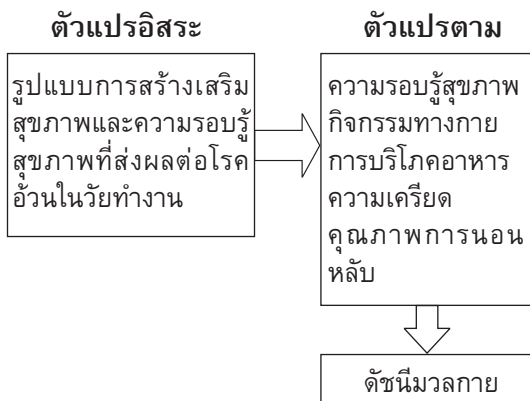 ตัวแปรอิสระ
รูปแบบการสร้างเสริม
สุขภาพและความรอบรู้
สุขภาพที่ส่งผลต่อโรค
อ้วนในวัยทำงาน
ตัวแปรตาม
ความรอบรู้สุขภาพ
กิจกรรมทางกาย
การบริโภคอาหาร
ความเครียด
คุณภาพการนอน
หลับ
ดัชนีมวลกาย